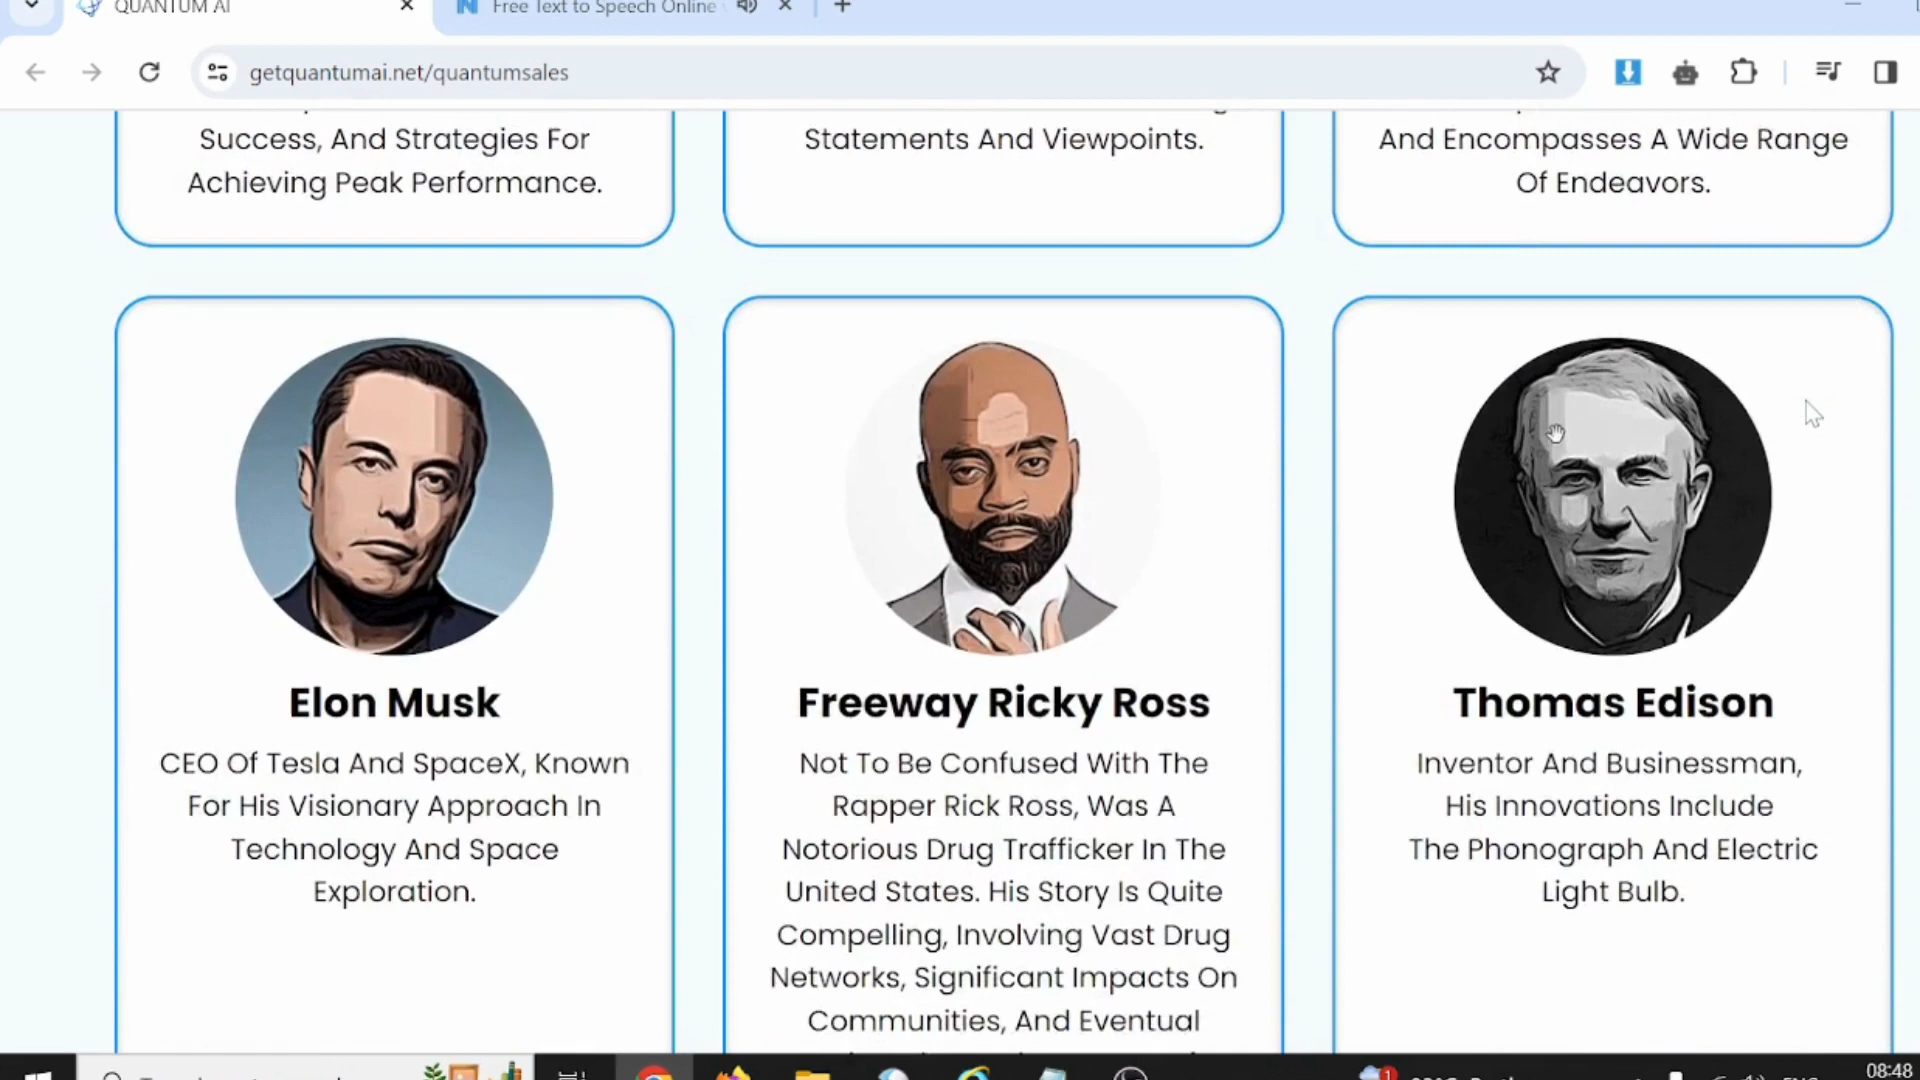 QUANTUM AI
Free Text to Speech Online
getquantumai.net/quantumsales
Success, And Strategies For
Achieving Peak Performance.
Statements And Viewpoints.
And Encompasses A Wide Range
Of Endeavors.
Elon Musk
CEO Of Tesla And SpaceX, Known
For His Visionary Approach In
Technology And Space
Exploration.
Freeway Ricky Ross
Not To Be Confused With The
Rapper Rick Ross, Was A
Notorious Drug Trafficker In The
United States. His Story Is Quite
Compelling, Involving Vast Drug
Networks, Significant Impacts On
Communities, And Eventual
Thomas Edison
Inventor And Businessman,
His Innovations Include
The Phonograph And Electric
Light Bulb.
1
08:48